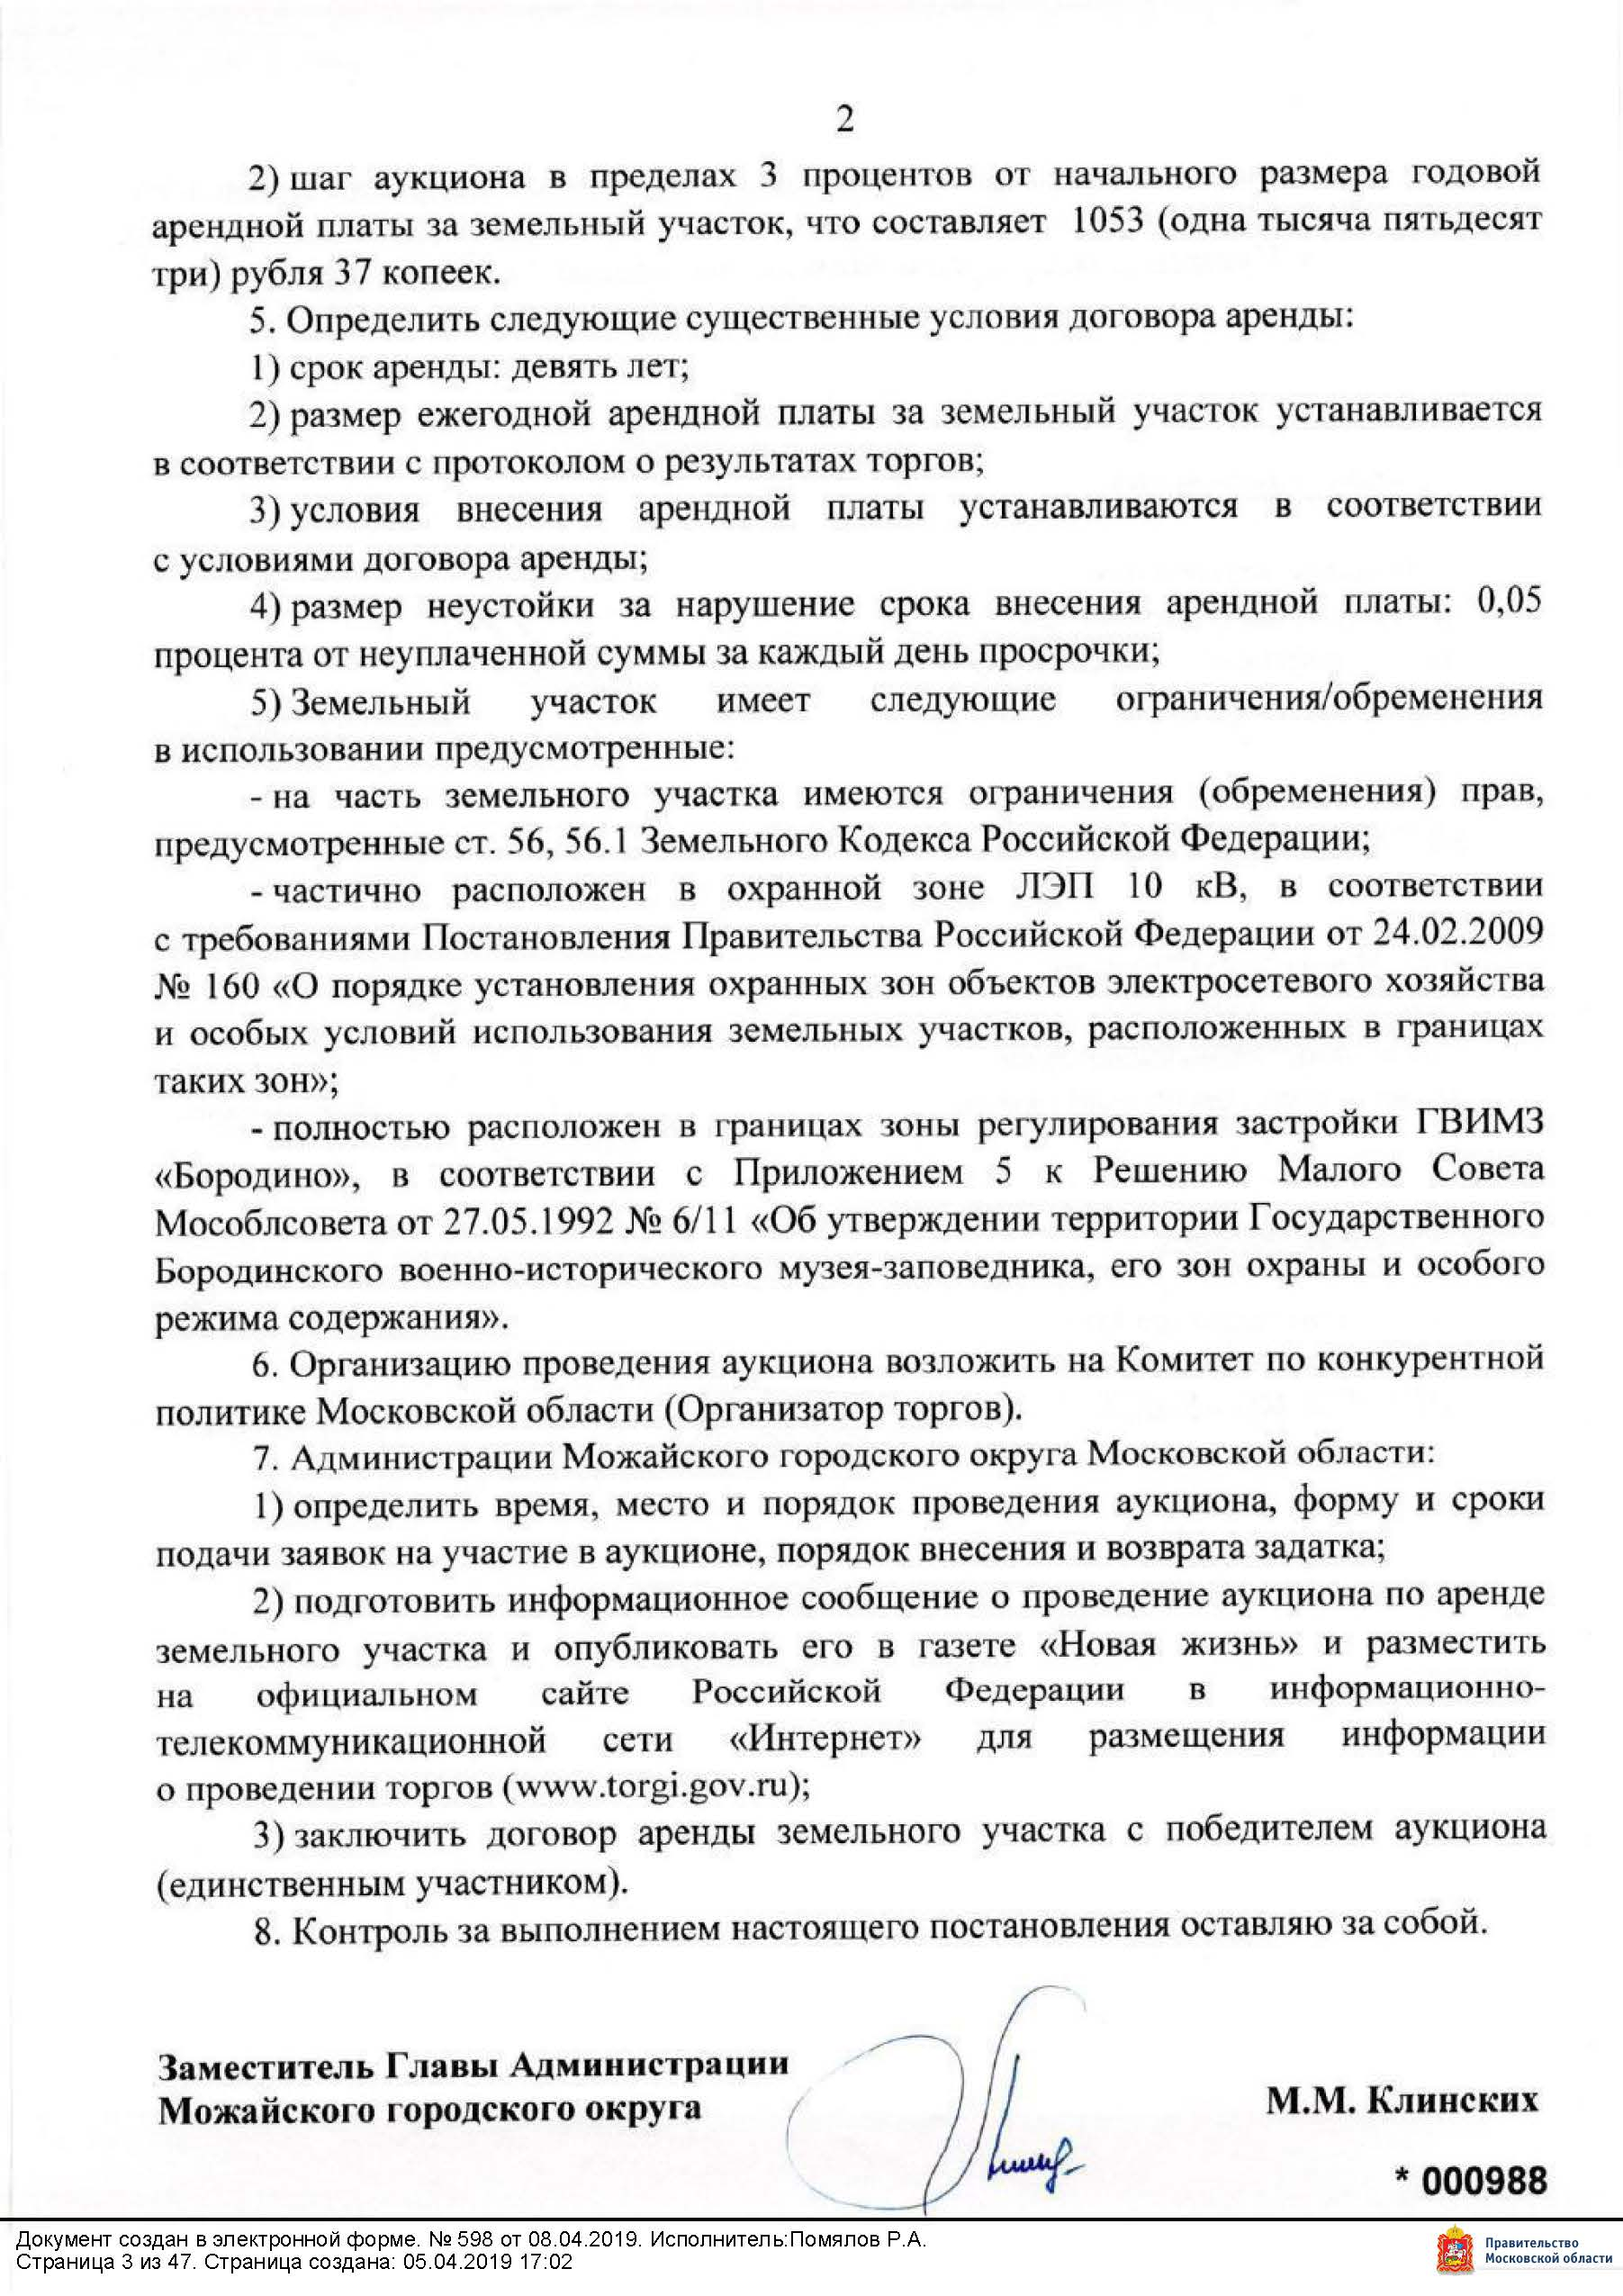 2
2) шаг аукциона в пределах 3 процентов от начального размера годовой
арендной платы за земельный участок, что составляет 1053 (одна тысяча пятьдесят
три) рубля 37 копеек.
5. Определить следующие существенные условия договора аренды:
1) срок аренды: девять лет;
2) размер ежегодной арендной платы за земельный участок устанавливается
в соответствии с протоколом о результатах торгов;
3) условия внесения арендной платы устанавливаются в соответствии
с условиями договора аренды;
4) размер неустойки за нарушение срока внесения арендной платы: 0,05
процента от неуплаченной суммы за каждый день просрочки;
5) Земельный участок имеет следующие ограничения/обременения
в использовании предусмотренные:
- на часть земельного участка имеются ограничения (обременения) прав,
предусмотренные ст. 56, 56.1 Земельного Кодекса Российской Федерации;
- частично расположен в охранной зоне ЛЭП 10 кВ, в соответствии
с требованиями Постановления Правительства Российской Федерации от 24.02.2009
№ 160 «О порядке установления охранных зон объектов электросетевого хозяйства
и особых условий использования земельных участков, расположенных в границах
таких зон»;
- полностью расположен в границах зоны регулирования застройки ГВИМЗ
«Бородино», в соответствии с Приложением 5 к Решению Малого Совета
Мособлсовета от 27.05.1992 № 6/11 «Об утверждении территории Государственного
Бородинского военно-исторического музея-заповедника, его зон охраны и особого
режима содержания».
6. Организацию проведения аукциона возложить на Комитет по конкурентной
политике Московской области (Организатор торгов).
7. Администрации Можайского городского округа Московской области:
1) определить время, место и порядок проведения аукциона, форму и сроки
подачи заявок на участие в аукционе, порядок внесения и возврата задатка;
2) подготовить информационное сообщение о проведение аукциона по аренде
земельного участка и опубликовать его в газете «Новая жизнь» и разместить
на официальном сайте Российской Федерации в информационно-
телекоммуникационной сети «Интернет» для размещения информации
о проведении торгов (www.torgi.gov.ru);
3) заключить договор аренды земельного участка с победителем аукциона
(единственным участником).
8. Контроль за выполнением настоящего постановления оставляю за собой.
Заместитель Главы Администрации
Можайского городского округа
М.М. Клинских
* 000988
Документ создан в электронной форме. № 598 от 08.04.2019. Исполнитель:Помялов Р.А.
Страница 3 из 47. Страница создана: 05.04.2019 17:02
Правительство
Московской области